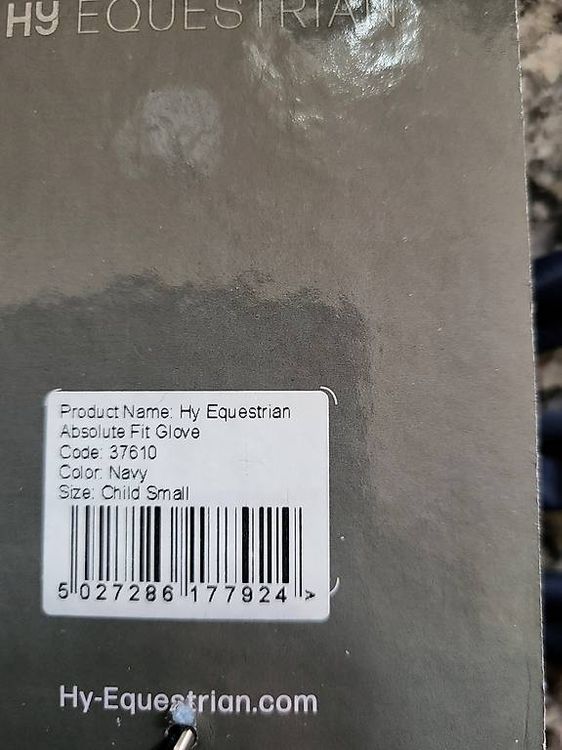 Hy EQUESTRIAN
Product Name: Hy Equestrian
Absolute Fit Glove
Code: 37610
Color: Navy
Size: Child Small
5 027286 177924 >
Hy-Equestrian.com